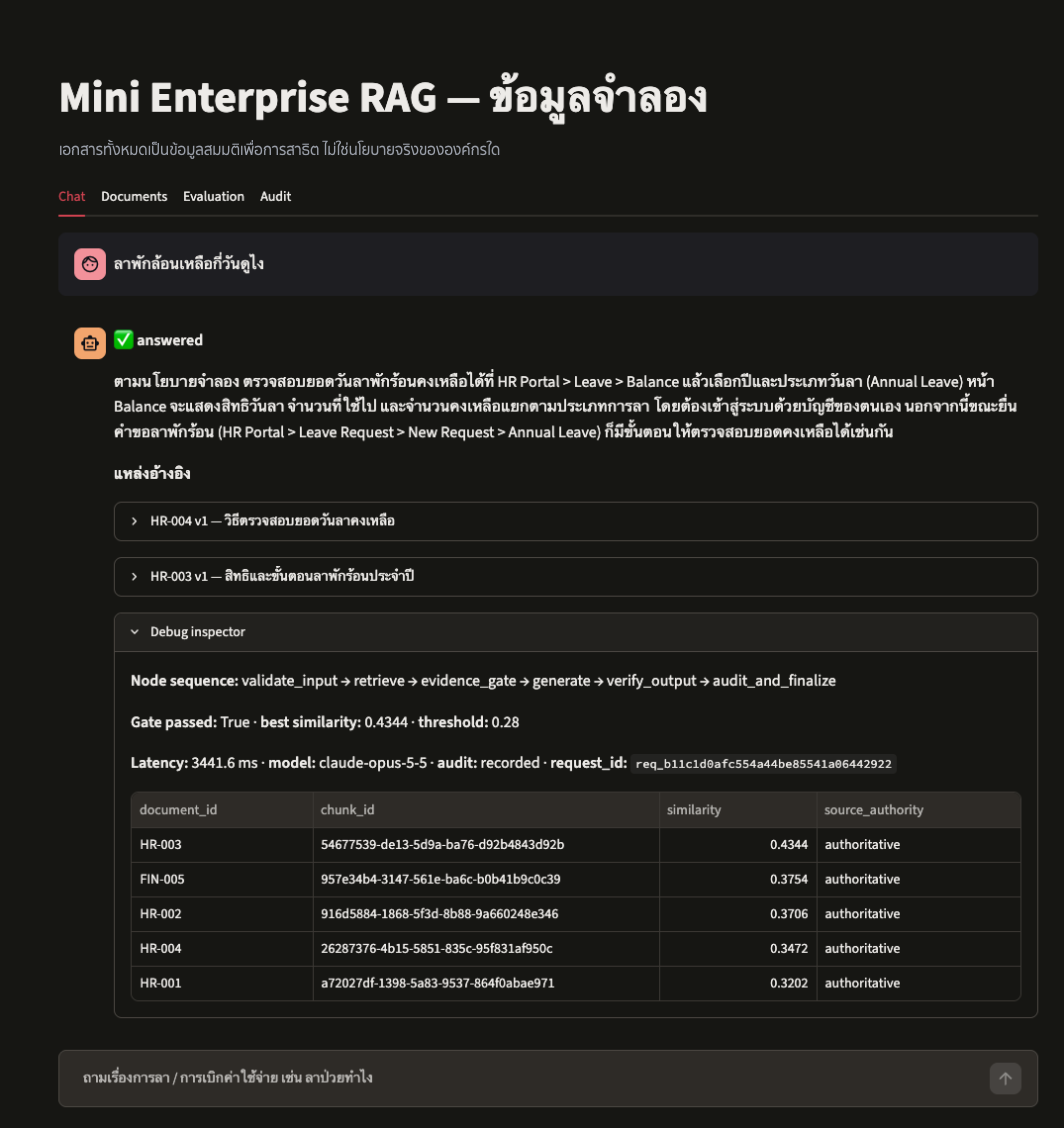 Mini Enterprise RAG — ข้อมูลจำลอง
เอกสารทั้งหมดเป็นข้อมูลสมมติเพื่อการสาธิต ไม่ใช่นโยบายจริงขององค์กรใด
Chat Documents Evaluation Audit
ลาพักล้อนเหลือกี่วันดูไง
✅ answered
ตามนโยบายจำลอง ตรวจสอบยอดวันลาพักร้อนคงเหลือได้ที่ HR Portal > Leave > Balance แล้วเลือกปีและประเภทวันลา (Annual Leave) หน้า
Balance จะแสดงสิทธิวันลา จำนวนที่ใช้ไป และจำนวนคงเหลือแยกตามประเภทการลา โดยต้องเข้าสู่ระบบด้วยบัญชีของตนเอง นอกจากนี้ขณะยื่น
คำขอลาพักร้อน (HR Portal > Leave Request > New Request > Annual Leave) ก็มีขั้นตอนให้ตรวจสอบยอดคงเหลือได้เช่นกัน
แหล่งอ้างอิง
HR-004 v1 — วิธีตรวจสอบยอดวันลาคงเหลือ
HR-003 v1 — สิทธิและขั้นตอนลาพักร้อนประจำปี
Debug inspector
Node sequence: validate_input → retrieve → evidence_gate → generate → verify_output → audit_and_finalize
Gate passed: True · best similarity: 0.4344 · threshold: 0.28
Latency: 3441.6 ms · model: claude-opus-5-5 · audit: recorded · request_id: req_b11c1d0afc554a44be85541a06442922
document_id chunk_id similarity source_authority
HR-003 54677539-de13-5d9a-ba76-d92b4843d92b 0.4344 authoritative
FIN-005 957e34b4-3147-561e-ba6c-b0b41b9c0c39 0.3754 authoritative
HR-002 916d5884-1868-5f3d-8b88-9a660248e346 0.3706 authoritative
HR-004 26287376-4b15-5851-835c-95f831af950c 0.3472 authoritative
HR-001 a72027df-1398-5a83-9537-864f0abae971 0.3202 authoritative
ถามเรื่องการลา / การเบิกค่าใช้จ่าย เช่น ลาป่วยทำไง